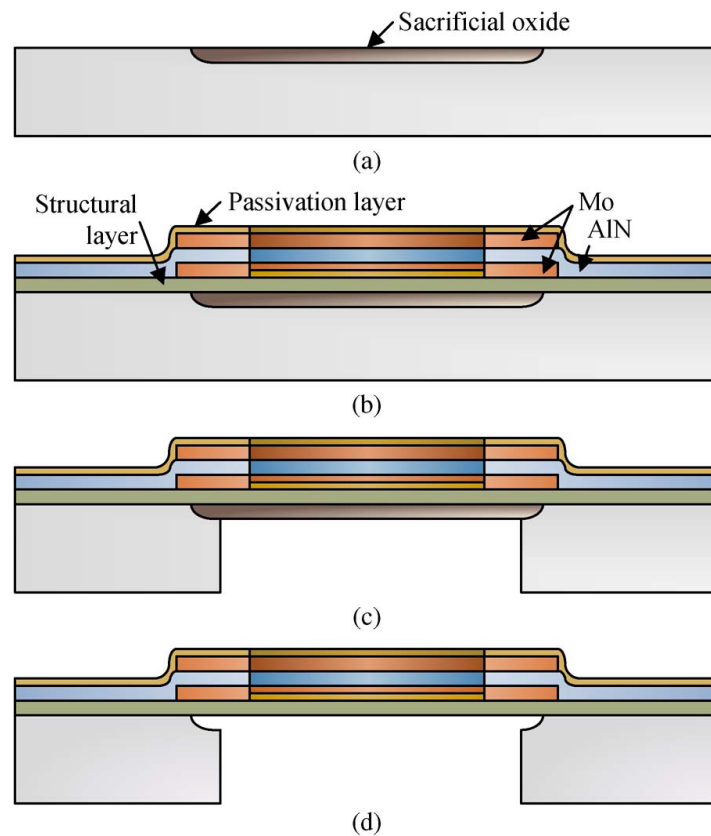 Sacrificial oxide
(a)
Structural
layer
Passivation layer
Mo
AlN
(b)
(c)
(d)